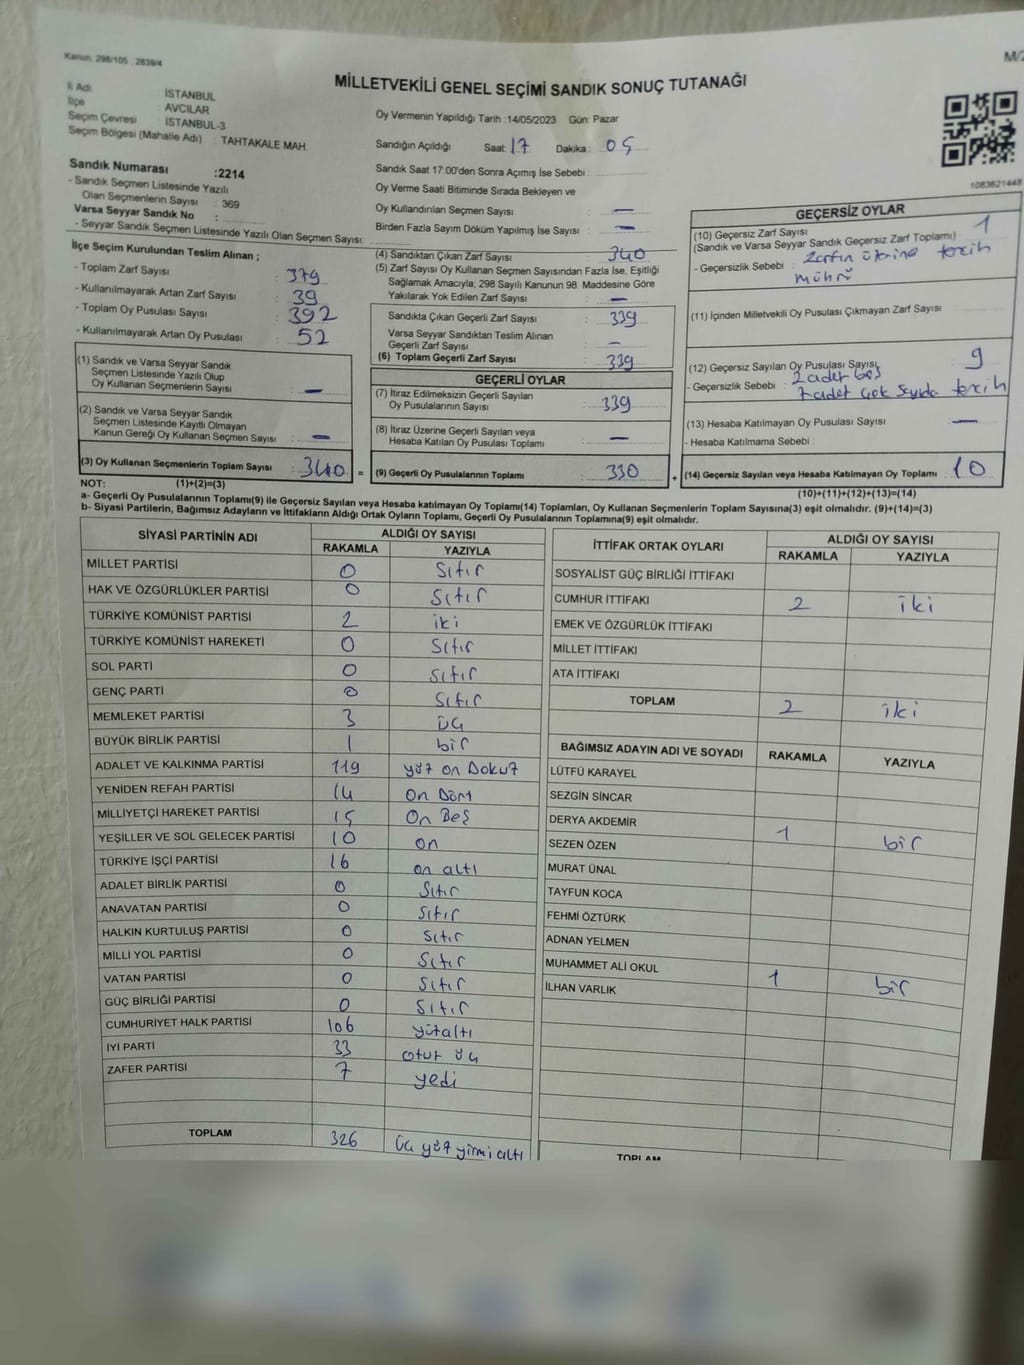 Kanun: 298/105 2839/4
M/2
MİLLETVEKİLİ GENEL SEÇİMİ SANDIK SONUÇ TUTANAĞI
İl Adı : İSTANBUL
İlçe : AVCILAR
Seçim Çevresi : İSTANBUL-3
Seçim Bölgesi (Mahalle Adı) : TAHTAKALE MAH.
Sandık Numarası :2214
- Sandık Seçmen Listesinde Yazılı
Olan Seçmenlerin Sayısı : 369
Varsa Seyyar Sandık No :
- Seyyar Sandık Seçmen Listesinde Yazılı Olan Seçmen Sayısı:
Oy Vermenin Yapıldığı Tarih :14/05/2023 Gün: Pazar
Sandığın Açıldığı Saat: 17 Dakika: 05
Sandık Saat 17:00'den Sonra Açımış İse Sebebi :
Oy Verme Saati Bitiminde Sırada Bekleyen ve
Oy Kullandırılan Seçmen Sayısı : —
Birden Fazla Sayım Döküm Yapılmış İse Sayısı : —
1083621448
İlçe Seçim Kurulundan Teslim Alınan ;
- Toplam Zarf Sayısı : 379
- Kullanılmayarak Artan Zarf Sayısı : 39
- Toplam Oy Pusulası Sayısı : 392
- Kullanılmayarak Artan Oy Pusulası : 52
(4) Sandıktan Çıkan Zarf Sayısı : 340
(5) Zarf Sayısı Oy Kullanan Seçmen Sayısından Fazla İse, Eşitliği
Sağlamak Amacıyla; 298 Sayılı Kanunun 98 Maddesine Göre
Yakılarak Yok Edilen Zarf Sayısı : —
Sandıkta Çıkan Geçerli Zarf Sayısı : 339
Varsa Seyyar Sandıktan Teslim Alınan
Geçerli Zarf Sayısı : —
(6) Toplam Geçerli Zarf Sayısı : 339
GEÇERSİZ OYLAR
(10) Geçersiz Zarf Sayısı : 1
(Sandık ve Varsa Seyyar Sandık Geçersiz Zarf Toplamı)
- Geçersizlik Sebebi : Zarfın üzerine tercih
mührü
(11) İçinden Milletvekili Oy Pusulası Çıkmayan Zarf Sayısı :
(12) Geçersiz Sayılan Oy Pusulası Sayısı : 9
- Geçersizlik Sebebi : 2 adet boş
7 adet çok sayıda tercih
(13) Hesaba Katılmayan Oy Pusulası Sayısı : —
- Hesaba Katılmama Sebebi :
(1) Sandık ve Varsa Seyyar Sandık
Seçmen Listesinde Yazılı Olup
Oy Kullanan Seçmenlerin Sayısı : —
(2) Sandık ve Varsa Seyyar Sandık
Seçmen Listesinde Kayıtlı Olmayan
Kanun Gereği Oy Kullanan Seçmen Sayısı : —
GEÇERLİ OYLAR
(7) İtiraz Edilmeksizin Geçerli Sayılan
Oy Pusulalarının Sayısı : 339
(8) İtiraz Üzerine Geçerli Sayılan veya
Hesaba Katılan Oy Pusulası Toplamı : —
(3) Oy Kullanan Seçmenlerin Toplam Sayısı : 340 = (9) Geçerli Oy Pusulalarının Toplamı : 330 + (14) Geçersiz Sayılan veya Hesaba Katılmayan Oy Toplamı : 10
NOT: (1)+(2)=(3) (10)+(11)+(12)+(13)=(14)
a- Geçerli Oy Pusulalarının Toplamı(9) ile Geçersiz Sayılan veya Hesaba katılmayan Oy Toplamı(14) Toplamları, Oy Kullanan Seçmenlerin Toplam Sayısına(3) eşit olmalıdır. (9)+(14)=(3)
b- Siyasi Partilerin, Bağımsız Adayların ve İttifakların Aldığı Ortak Oyların Toplamı, Geçerli Oy Pusulalarının Toplamına(9) eşit olmalıdır.
SİYASİ PARTİNİN ADI ALDIĞI OY SAYISI
RAKAMLA YAZIYLA
MİLLET PARTİSİ 0 Sıfır
HAK VE ÖZGÜRLÜKLER PARTİSİ 0 Sıfır
TÜRKİYE KOMÜNİST PARTİSİ 2 iki
TÜRKİYE KOMÜNİST HAREKETİ 0 Sıfır
SOL PARTİ 0 Sıfır
GENÇ PARTİ 0 Sıfır
MEMLEKET PARTİSİ 3 üç
BÜYÜK BİRLİK PARTİSİ 1 bir
ADALET VE KALKINMA PARTİSİ 119 yüz on Dokuz
YENİDEN REFAH PARTİSİ 14 On Dört
MİLLİYETÇİ HAREKET PARTİSİ 15 On Beş
YEŞİLLER VE SOL GELECEK PARTİSİ 10 on
TÜRKİYE İŞÇİ PARTİSİ 16 on altı
ADALET BİRLİK PARTİSİ 0 Sıfır
ANAVATAN PARTİSİ 0 Sıfır
HALKIN KURTULUŞ PARTİSİ 0 Sıfır
MİLLİ YOL PARTİSİ 0 Sıfır
VATAN PARTİSİ 0 Sıfır
GÜÇ BİRLİĞİ PARTİSİ 0 Sıfır
CUMHURİYET HALK PARTİSİ 106 yüzaltı
İYİ PARTİ 33 otuz üç
ZAFER PARTİSİ 7 yedi
TOPLAM 326 Üç yüz yirmi altı
İTTİFAK ORTAK OYLARI ALDIĞI OY SAYISI
RAKAMLA YAZIYLA
SOSYALİST GÜÇ BİRLİĞİ İTTİFAKI
CUMHUR İTTİFAKI 2 iki
EMEK VE ÖZGÜRLÜK İTTİFAKI
MİLLET İTTİFAKI
ATA İTTİFAKI
TOPLAM 2 iki
BAĞIMSIZ ADAYIN ADI VE SOYADI RAKAMLA YAZIYLA
LÜTFÜ KARAYEL
SEZGİN SİNCAR
DERYA AKDEMİR 1 bir
SEZEN ÖZEN
MURAT ÜNAL
TAYFUN KOCA
FEHMİ ÖZTÜRK
ADNAN YELMEN
MUHAMMET ALİ OKUL 1 bir
İLHAN VARLIK
TOPLAM